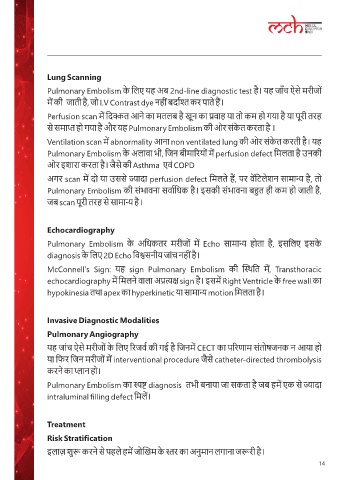 mch
Lung Scanning
Pulmonary Embolism के लिए यह अब 2nd-line diagnostic test है। यह जाँच ऐसे मरीजों
में की जाती है, जो I.V Contrast dye नहीं बर्दाश्त कर पाते हैं।
Perfusion scan में दिक्कत आने का मतलब है खून का प्रवाह या तो कम हो गया है या पूरी तरह
से समाप्त हो गया है और यह Pulmonary Embolism की ओर संकेत करता है ।
Ventilation scan में abnormality आना non ventilated lung की ओर संकेत करती है। यह
Pulmonary Embolism के अलावा भी, जिन बीमारियों में perfusion defect मिलता है उनकी
ओर इशारा करता है। जैसे की Asthma एवं COPD
अगर scan में दो या उससें ज्यादा perfusion defect मिलते हैं, पर वेंटिलेशन सामान्य है, तो
Pulmonary Embolism की संभावना सर्वाधिक है। इसकी संभावना बहुत ही कम हो जाती है,
जब scan पूरी तरह से सामान्य है।
Echocardiography
Pulmonary Embolism के अधिकतर मरीजों में Echo सामान्य होता है, इसलिए इसके
diagnosis के लिए 2D Echo विश्वसनीय जांच नहीं है।
McConnell's Sign: यह sign Pulmonary Embolism की स्थिति में, Transthoracic
echocardiography में मिलने वाला अप्रत्यक्ष sign है। इसमें Right Ventricle के free wall का
hypokinesia तथा apex का hyperkinetic या सामान्य motion मिलता है।
Invasive Diagnostic Modalities
Pulmonary Angiography
यह जांच ऐसे मरीजों के लिए रिजर्व की गई है जिनमें CECT का परिणाम संतोषजनक न आया हो
या फिर जिन मरीजों में interventional procedure जैसे catheter-directed thrombolysis
करने का प्लान हो।
Pulmonary Embolism का स्पष्ट diagnosis तभी बनाया जा सकता है जब हमें एक से ज्यादा
intraluminal filling defect मिलें।
Treatment
Risk Stratification
इलाज़ शुरू करने से पहले हमें जोखिम के स्तर का अनुमान लगाना जरूरी है।
14